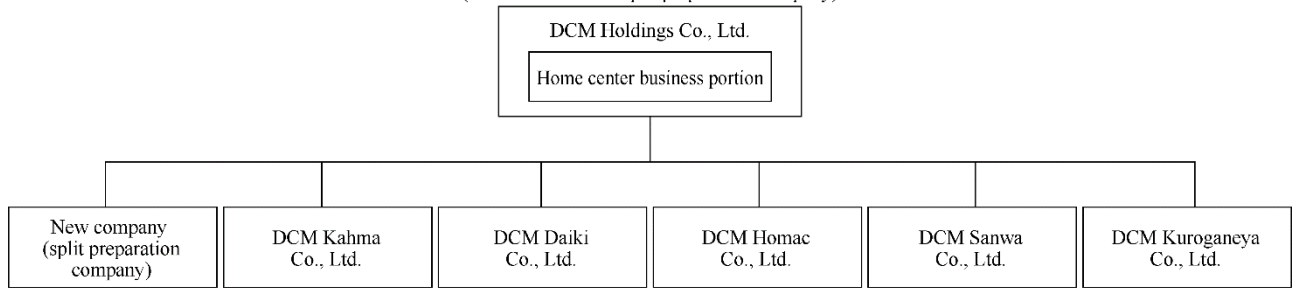 DCM Holdings Co., Ltd.
Home center business portion
New company
(split preparation
company)
DCM Kahma
Co., Ltd.
DCM Daiki
Co., Ltd.
DCM Homac
Co., Ltd.
DCM Sanwa
Co., Ltd.
DCM Kuroganeya
Co., Ltd.